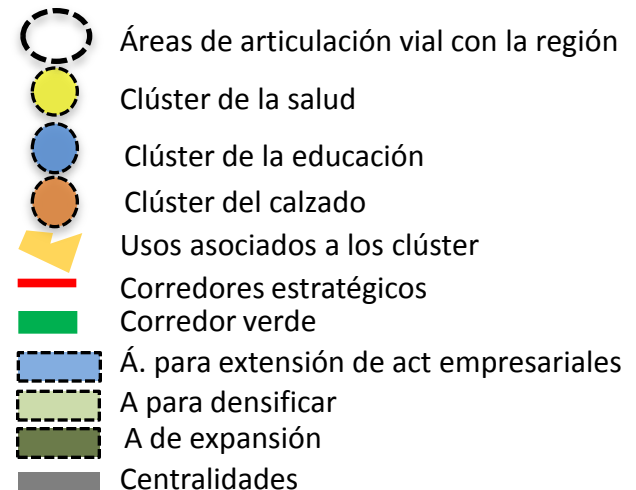 Áreas de articulación vial con la región
Clúster de la salud
Clúster de la educación
Clúster del calzado
Usos asociados a los clúster
Corredores estratégicos
Corredor verde
Á. para extensión de act empresariales
A para densificar
A de expansión
Centralidades